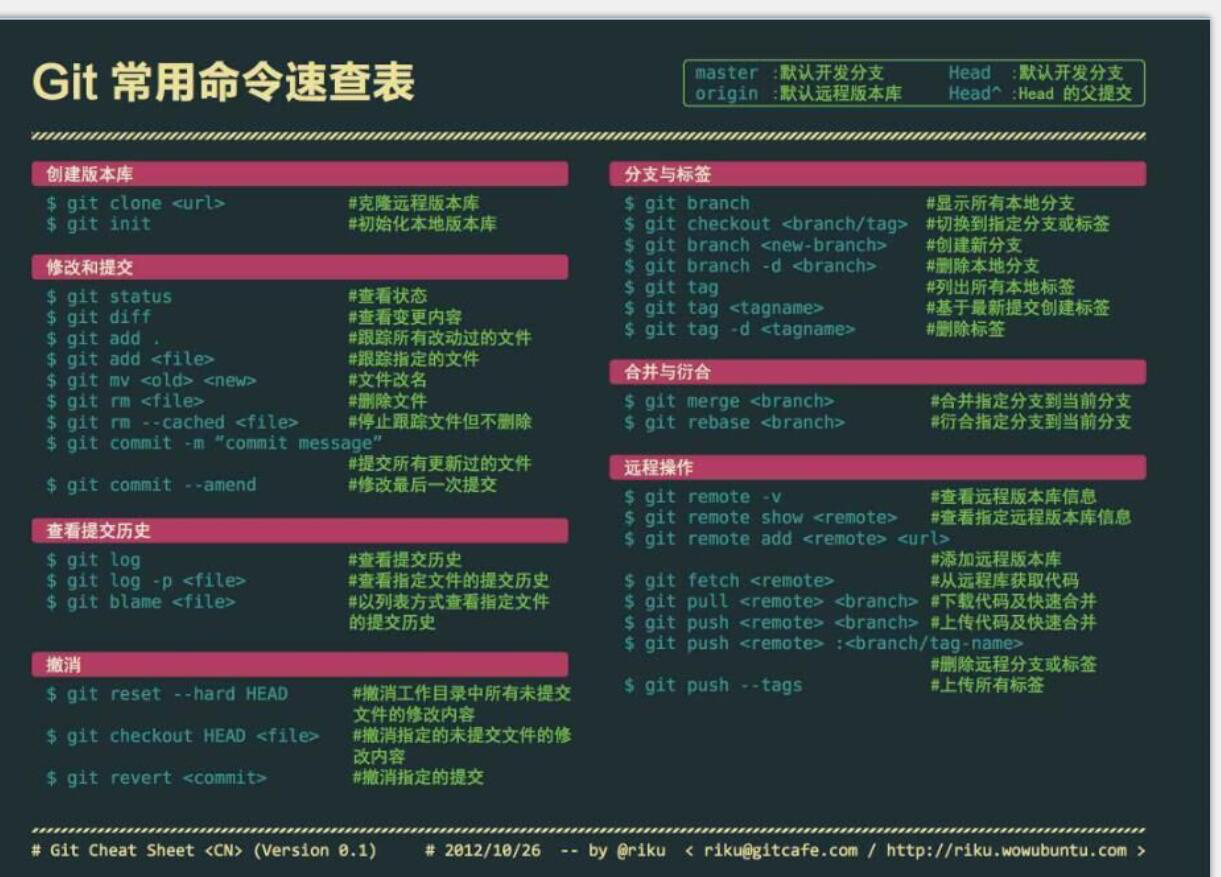 Git 常用命令速查表
master :默认开发分支 Head :默认开发分支
origin :默认远程版本库 Head^ :Head 的父提交
创建版本库
$ git clone <url> #克隆远程版本库
$ git init #初始化本地版本库
修改和提交
$ git status #查看状态
$ git diff #查看变更内容
$ git add . #跟踪所有改动过的文件
$ git add <file> #跟踪指定的文件
$ git mv <old> <new> #文件改名
$ git rm <file> #删除文件
$ git rm --cached <file> #停止跟踪文件但不删除
$ git commit -m “commit message”
#提交所有更新过的文件
$ git commit --amend #修改最后一次提交
查看提交历史
$ git log #查看提交历史
$ git log -p <file> #查看指定文件的提交历史
$ git blame <file> #以列表方式查看指定文件
的提交历史
撤消
$ git reset --hard HEAD #撤消工作目录中所有未提交
文件的修改内容
$ git checkout HEAD <file> #撤消指定的未提交文件的修
改内容
$ git revert <commit> #撤消指定的提交
分支与标签
$ git branch #显示所有本地分支
$ git checkout <branch/tag> #切换到指定分支或标签
$ git branch <new-branch> #创建新分支
$ git branch -d <branch> #删除本地分支
$ git tag #列出所有本地标签
$ git tag <tagname> #基于最新提交创建标签
$ git tag -d <tagname> #删除标签
合并与衍合
$ git merge <branch> #合并指定分支到当前分支
$ git rebase <branch> #衍合指定分支到当前分支
远程操作
$ git remote -v #查看远程版本库信息
$ git remote show <remote> #查看指定远程版本库信息
$ git remote add <remote> <url>
#添加远程版本库
$ git fetch <remote> #从远程库获取代码
$ git pull <remote> <branch> #下载代码及快速合并
$ git push <remote> <branch> #上传代码及快速合并
$ git push <remote> :<branch/tag-name>
#删除远程分支或标签
$ git push --tags #上传所有标签
# Git Cheat Sheet <CN> (Version 0.1) # 2012/10/26 -- by @riku < riku@gitcafe.com / http://riku.wowubuntu.com >